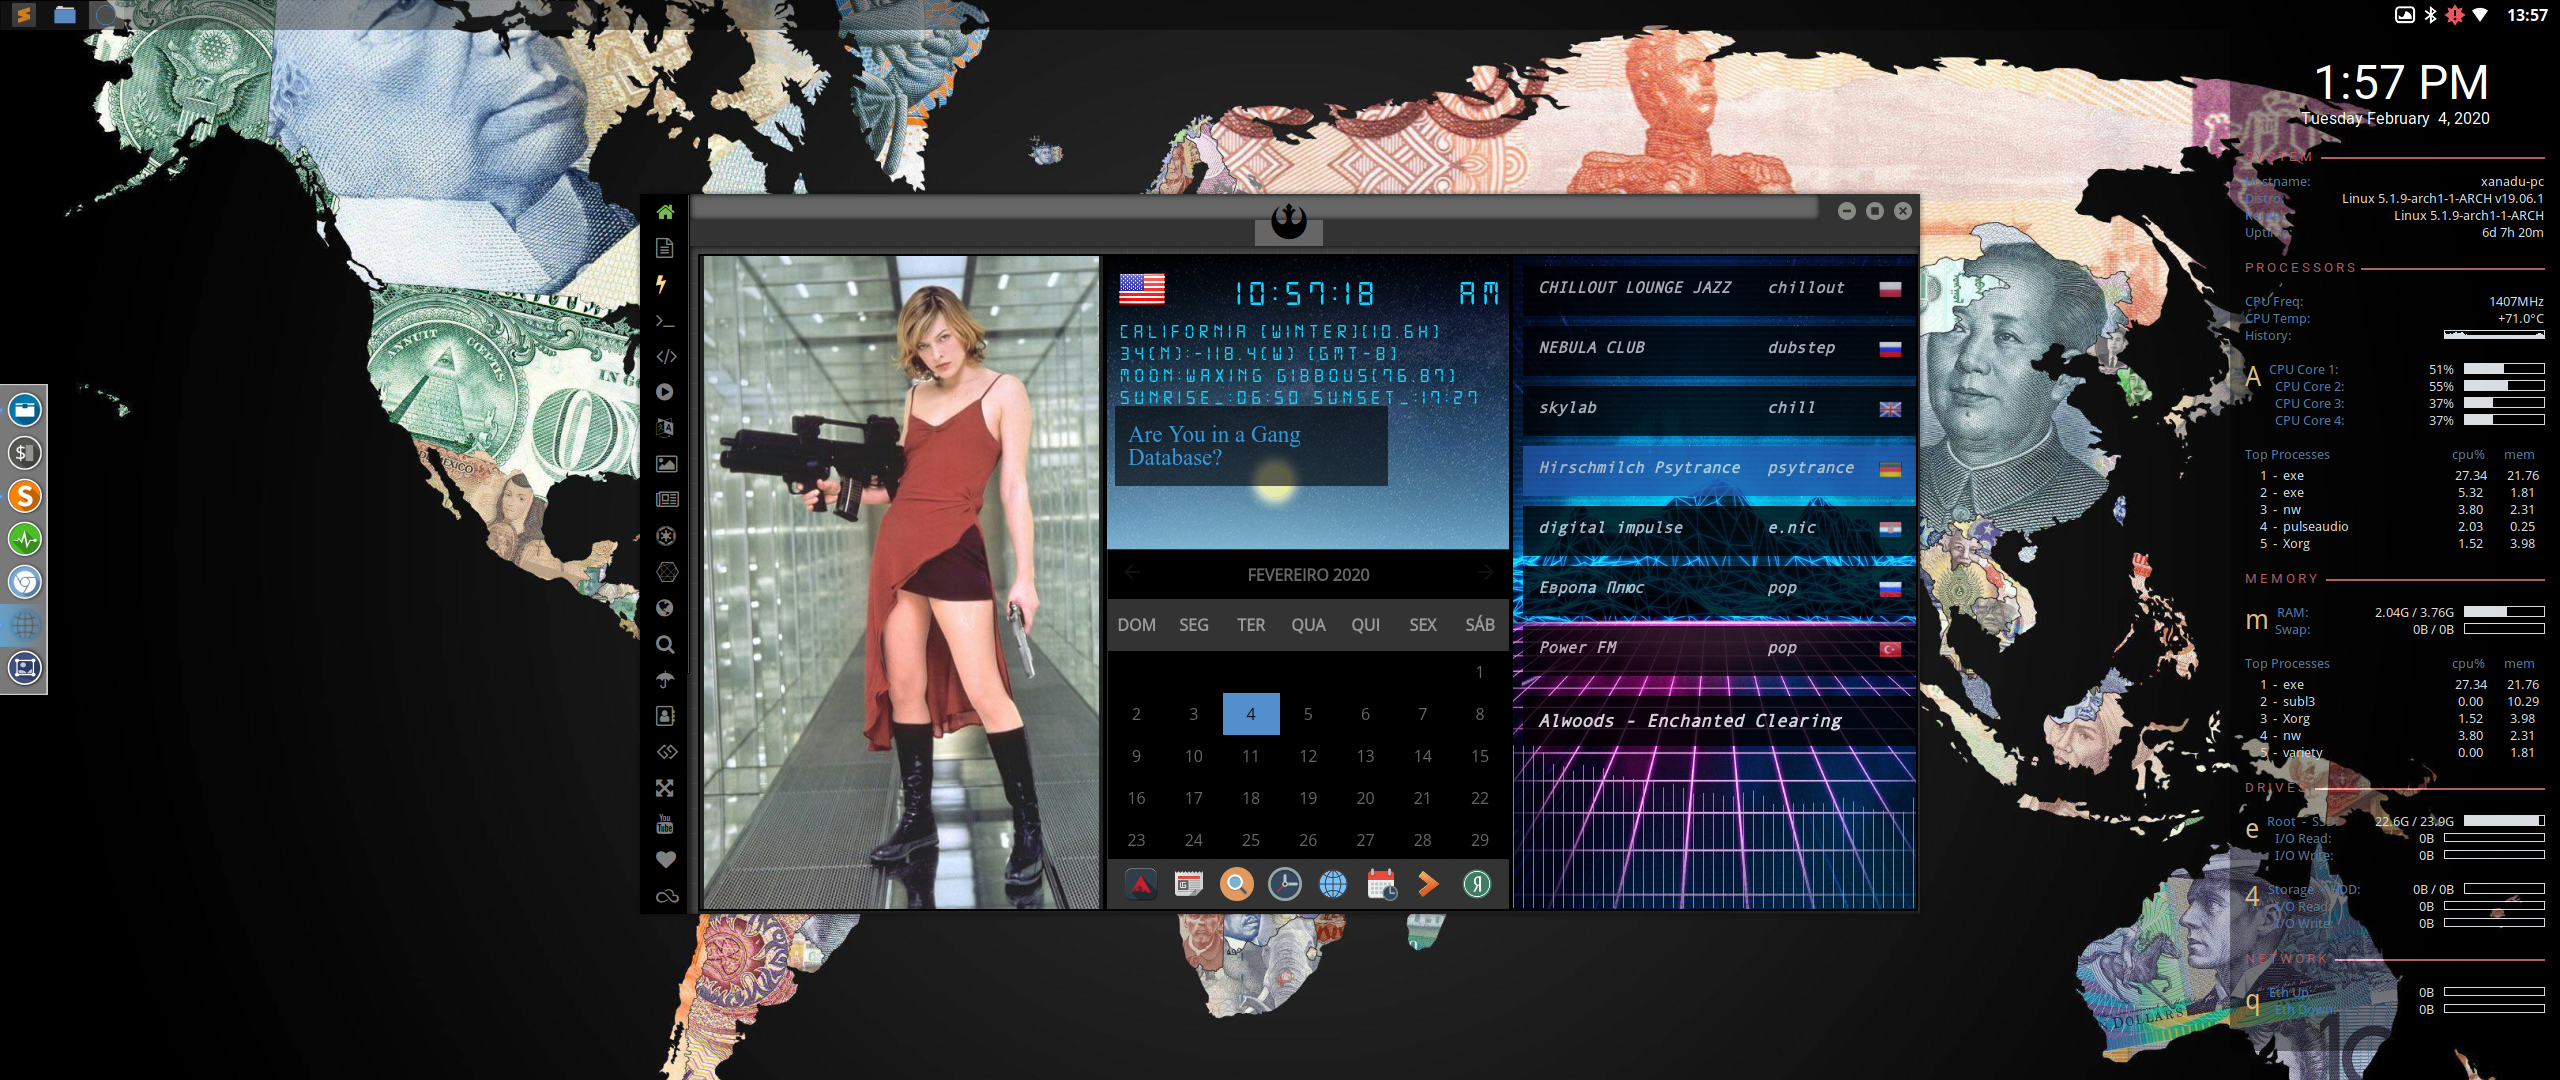 13:57
1:57 PM
Tuesday February  4, 2020
ANNUIT CŒPTIS
IN GO
MEXICO
10:57:18 AM
CALIFORNIA [WINTER][10.6H]
34[N]:-118.4[W] [GMT-8]
MOON:WAXING GIBBOUS[76.87]
SUNRISE_:06:50 SUNSET_:17:27
Are You in a Gang
Database?
FEVEREIRO 2020
DOM SEG TER QUA QUI SEX SÁB
1
2 3 4 5 6 7 8
9 10 11 12 13 14 15
16 17 18 19 20 21 22
23 24 25 26 27 28 29
You
Tube
CHILLOUT LOUNGE JAZZ chillout
NEBULA CLUB dubstep
skylab chill
Hirschmilch Psytrance psytrance
digital impulse e.nic
Европа Плюс pop
Power FM pop
Alwoods - Enchanted Clearing
SYSTEM
Hostname: xanadu-pc
Distro: Linux 5.1.9-arch1-1-ARCH v19.06.1
Linux 5.1.9-arch1-1-ARCH
Uptime: 6d 7h 20m
PROCESSORS
CPU Freq: 1407MHz
CPU Temp: +71.0°C
History:
A CPU Core 1: 51%
CPU Core 2: 55%
CPU Core 3: 37%
CPU Core 4: 37%
Top Processes cpu% mem
1 - exe 27.34 21.76
2 - exe 5.32 1.81
3 - nw 3.80 2.31
4 - pulseaudio 2.03 0.25
5 - Xorg 1.52 3.98
MEMORY
m RAM: 2.04G / 3.76G
Swap: 0B / 0B
Top Processes cpu% mem
1 - exe 27.34 21.76
2 - subl3 0.00 10.29
3 - Xorg 1.52 3.98
4 - nw 3.80 2.31
5 - variety 0.00 1.81
DRIVES
e Root - SSD: 22.6G / 23.9G
I/O Read: 0B
I/O Write: 0B
4 Storage - HDD: 0B / 0B
I/O Read: 0B
I/O Write: 0B
NETWORK
q Eth Up: 0B
Eth Down: 0B
DOLLARS